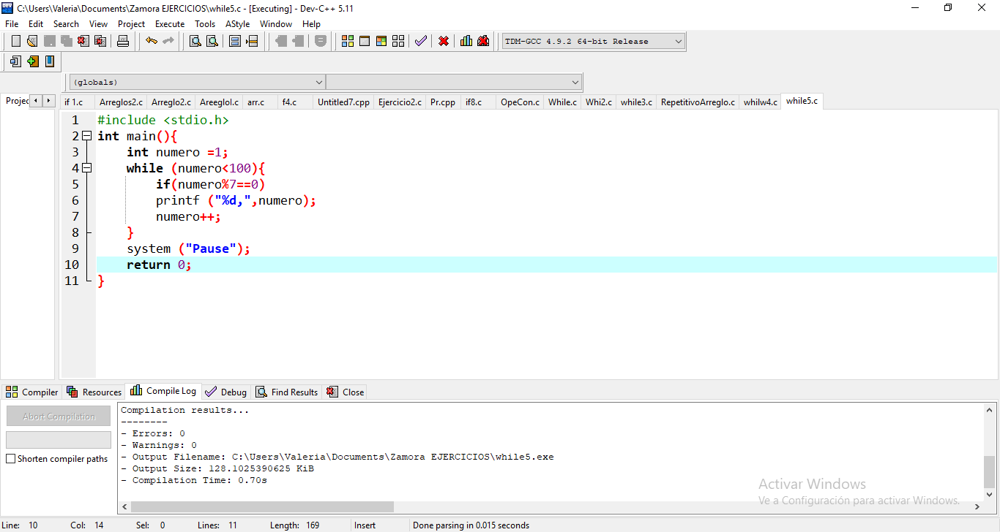 C:\Users\Valeria\Documents\Zamora EJERCICIOS\while5.c - [Executing] - Dev-C++ 5.11
File Edit Search View Project Execute Tools AStyle Window Help
TDM-GCC 4.9.2 64-bit Release
(globals)
Projec if 1.c Arreglos2.c Arreglo2.c Areeglol.c arr.c f4.c Untitled7.cpp Ejercicio2.c Pr.cpp if8.c OpeCon.c While.c Whi2.c while3.c RepetitivoArreglo.c whilw4.c while5.c
1 #include <stdio.h>
2 int main(){
3 int numero =1;
4 while (numero<100){
5 if(numero%7==0)
6 printf ("%d,",numero);
7 numero++;
8 }
9 system ("Pause");
10 return 0;
11 }
Compiler Resources Compile Log Debug Find Results Close
Abort Compilation
Shorten compiler paths
Compilation results...
--------
- Errors: 0
- Warnings: 0
- Output Filename: C:\Users\Valeria\Documents\Zamora EJERCICIOS\while5.exe
- Output Size: 128.1025390625 KiB
- Compilation Time: 0.70s
Activar Windows
Ve a Configuración para activar Windows.
Line: 10 Col: 14 Sel: 0 Lines: 11 Length: 169 Insert Done parsing in 0.015 seconds